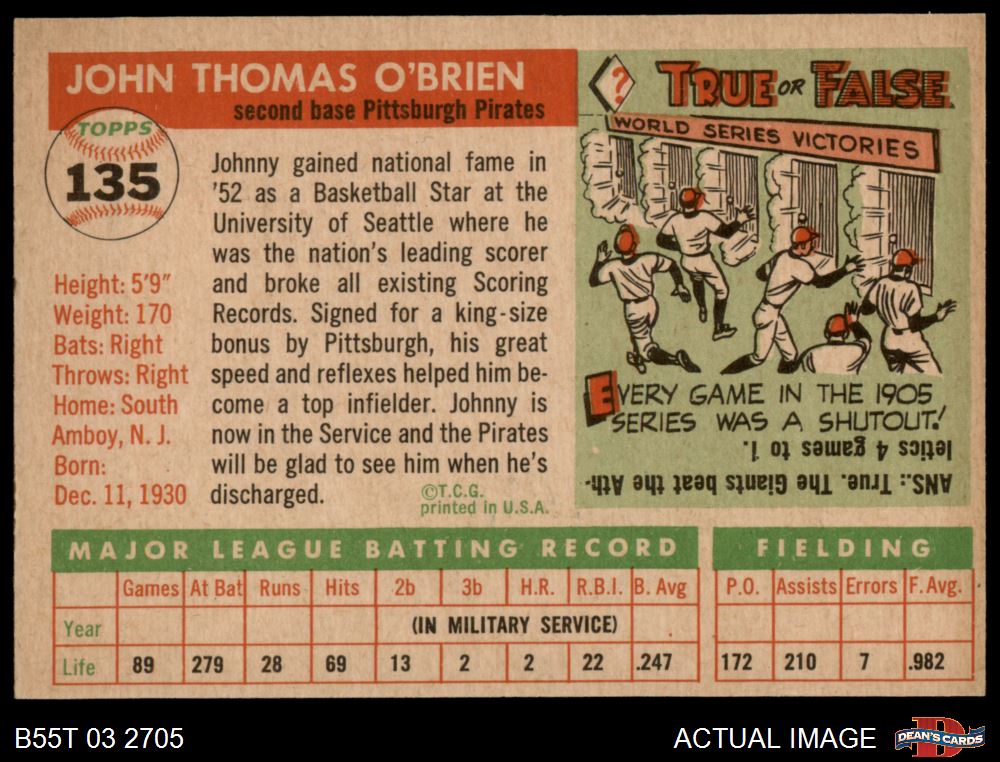 JOHN THOMAS O'BRIEN
second base Pittsburgh Pirates
TOPPS
135
Height: 5'9"
Weight: 170
Bats: Right
Throws: Right
Home: South
Amboy, N. J.
Born:
Dec. 11, 1930
Johnny gained national fame in
'52 as a Basketball Star at the
University of Seattle where he
was the nation's leading scorer
and broke all existing Scoring
Records. Signed for a king-size
bonus by Pittsburgh, his great
speed and reflexes helped him be-
come a top infielder. Johnny is
now in the Service and the Pirates
will be glad to see him when he's
discharged.
©T.C.G.
printed in U.S.A.
?
TRUE OR FALSE
WORLD SERIES VICTORIES
EVERY GAME IN THE 1905
SERIES WAS A SHUTOUT!
ANS.: True. The Giants beat the Ath-
letics 4 games to 1.
MAJOR LEAGUE BATTING RECORD
Games At Bat Runs Hits 2b 3b H.R. R.B.I. B. Avg
Year (IN MILITARY SERVICE)
Life 89 279 28 69 13 2 2 22 .247
FIELDING
P.O. Assists Errors F. Avg.
172 210 7 .982
B55T 03 2705
ACTUAL IMAGE
D
DEAN'S CARDS